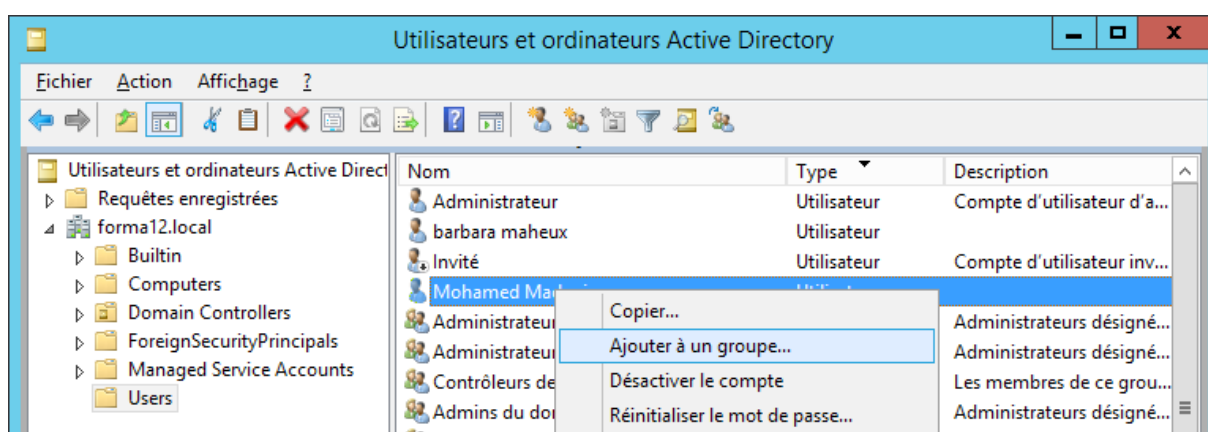 Utilisateurs et ordinateurs Active Directory
Fichier Action Affichage ?
Utilisateurs et ordinateurs Active Direct
Requêtes enregistrées
forma12.local
Builtin
Computers
Domain Controllers
ForeignSecurityPrincipals
Managed Service Accounts
Users
Nom Type Description
Administrateur Utilisateur Compte d'utilisateur d'a...
barbara maheux Utilisateur
Invité Utilisateur Compte d'utilisateur inv...
Mohamed
Administrateur Administrateurs désigné...
Administrateur Administrateurs désigné...
Contrôleurs de Les membres de ce grou...
Admins du do Administrateurs désigné...
Copier...
Ajouter à un groupe...
Désactiver le compte
Réinitialiser le mot de passe...